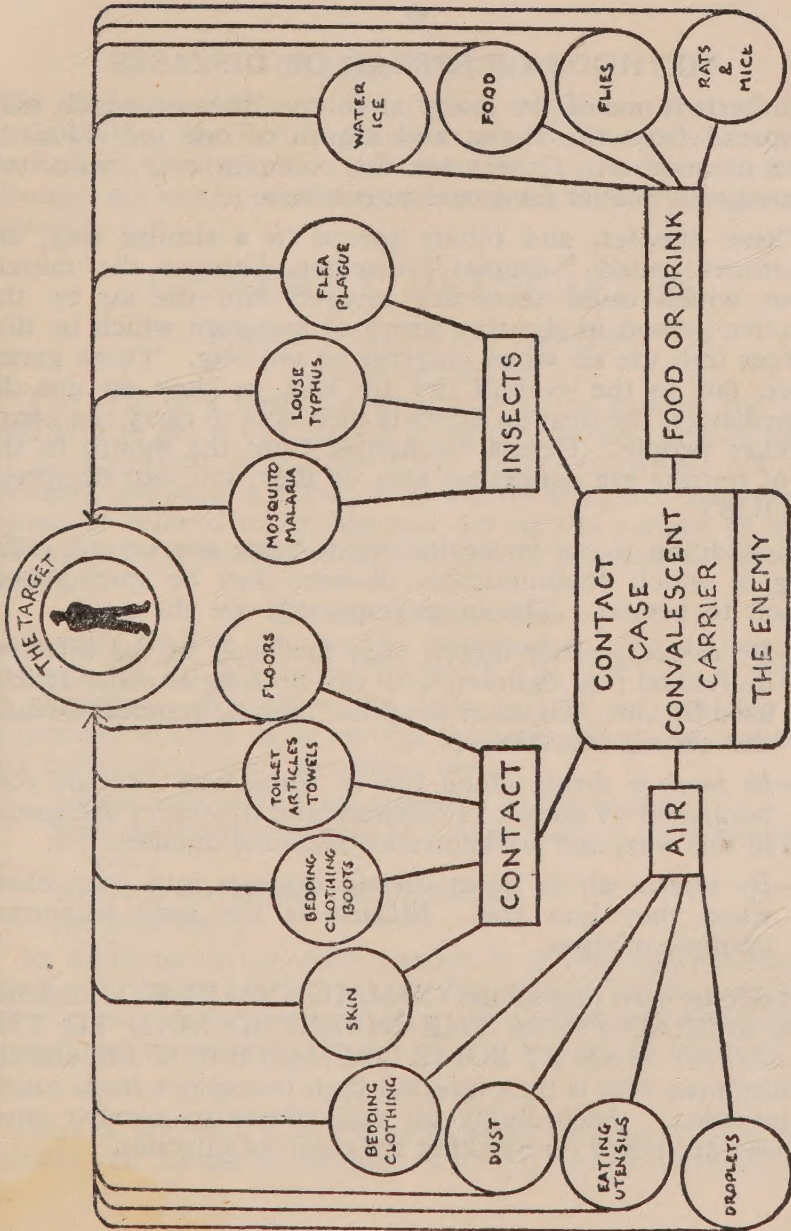 THE TARGET
BEDDING
CLOTHING
SKIN
BEDDING
CLOTHING
BOOTS
TOILET
ARTICLES
TOWELS
FLOORS
MOSQUITO
MALARIA
LOUSE
TYPHUS
FLEA
PLAGUE
WATER
ICE
DUST
FOOD
EATING
UTENSILS
FLIES
DROPLETS
RATS
&
MICE
CONTACT
INSECTS
AIR
CONTACT
CASE
CONVALESCENT
CARRIER
THE ENEMY
FOOD OR DRINK